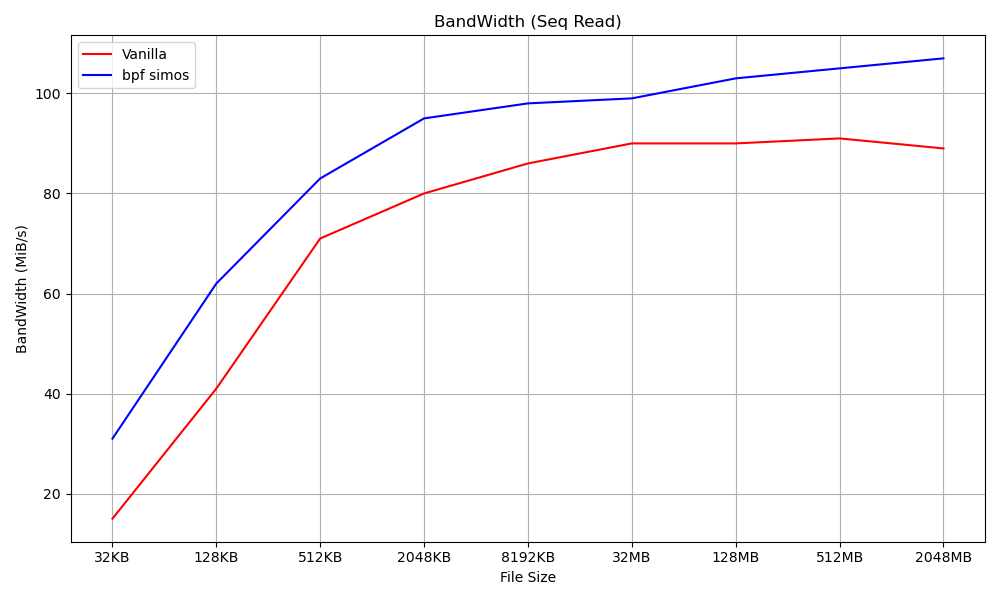 BandWidth (Seq Read)
Vanilla
bpf simos
BandWidth (MiB/s)
100
80
60
40
20
32KB 128KB 512KB 2048KB 8192KB 32MB 128MB 512MB 2048MB
File Size